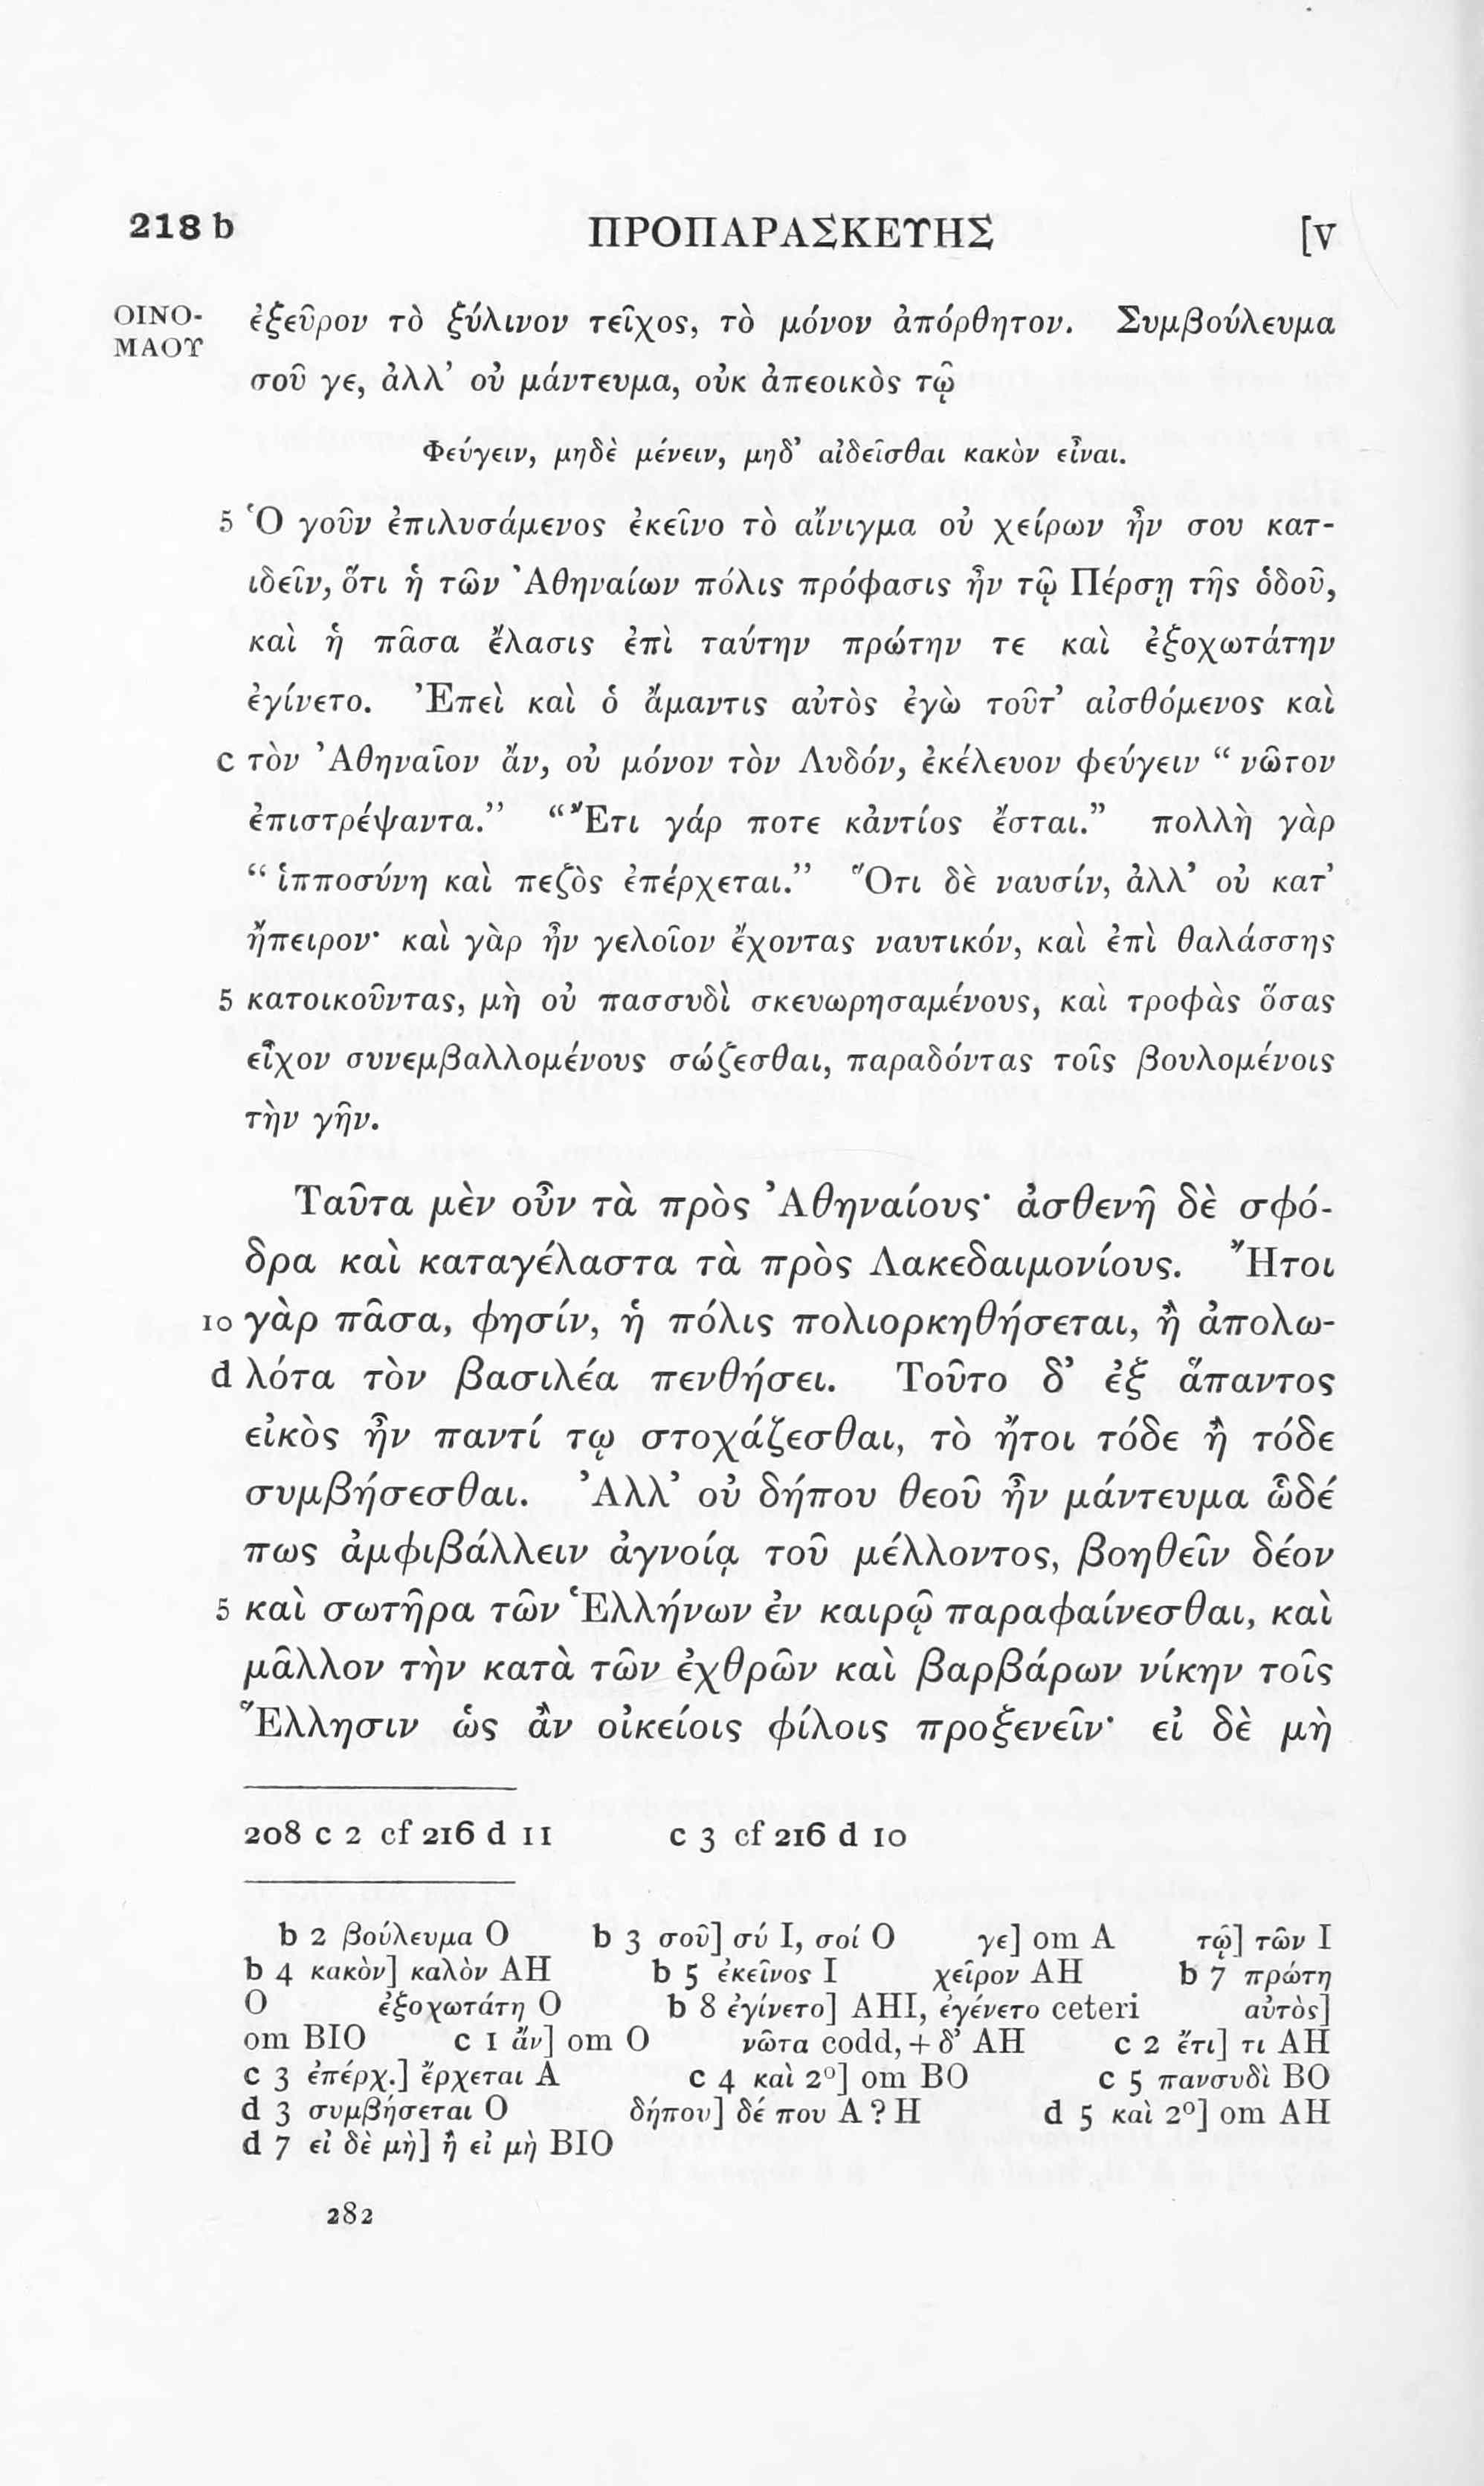 218 b ΠΡΟΠΑΡΑΣΚΕΥΗΣ [V
ΟΙΝΟ- ἐξεῦρον τὸ ξύλινον τεῖχος, τὸ μόνον ἀπόρθητον. Συμβούλευμα
ΜΑΟΥ
σοῦ γε, ἀλλ’ οὐ μάντευμα, οὐκ ἀπεοικὸς τῷ
Φεύγειν, μηδὲ μένειν, μηδ’ αἰδεῖσθαι κακὸν εἶναι.
5 Ὁ γοῦν ἐπιλυσάμενος ἐκεῖνο τὸ αἴνιγμα οὐ χείρων ἦν σου κατ-
ιδεῖν, ὅτι ἡ τῶν Ἀθηναίων πόλις πρόφασις ἦν τῷ Πέρσῃ τῆς ὁδοῦ,
καὶ ἡ πᾶσα ἔλασις ἐπὶ ταύτην πρώτην τε καὶ ἐξοχωτάτην
ἐγίνετο. Ἐπεὶ καὶ ὁ ἄμαντις αὐτὸς ἐγὼ τοῦτ’ αἰσθόμενος καὶ
c τὸν Ἀθηναῖον ἄν, οὐ μόνον τὸν Λυδόν, ἐκέλευον φεύγειν “ νῶτον
ἐπιστρέψαντα.” “Ἔτι γάρ ποτε κἀντίος ἔσται.” πολλὴ γὰρ
“ ἱπποσύνη καὶ πεζὸς ἐπέρχεται.” Ὅτι δὲ ναυσίν, ἀλλ’ οὐ κατ’
ἤπειρον· καὶ γὰρ ἦν γελοῖον ἔχοντας ναυτικόν, καὶ ἐπὶ θαλάσσης
5 κατοικοῦντας, μὴ οὐ πασσυδὶ σκευωρησαμένους, καὶ τροφὰς ὅσας
εἶχον συνεμβαλλομένους σώζεσθαι, παραδόντας τοῖς βουλομένοις
τὴν γῆν.
Ταῦτα μὲν οὖν τὰ πρὸς Ἀθηναίους· ἀσθενῆ δὲ σφό-
δρα καὶ καταγέλαστα τὰ πρὸς Λακεδαιμονίους. Ἤτοι
10 γὰρ πᾶσα, φησίν, ἡ πόλις πολιορκηθήσεται, ἢ ἀπολω-
d λότα τὸν βασιλέα πενθήσει. Τοῦτο δ’ ἐξ ἅπαντος
εἰκὸς ἦν παντί τῳ στοχάζεσθαι, τὸ ἤτοι τόδε ἢ τόδε
συμβήσεσθαι. Ἀλλ’ οὐ δήπου θεοῦ ἦν μάντευμα ὧδέ
πως ἀμφιβάλλειν ἀγνοίᾳ τοῦ μέλλοντος, βοηθεῖν δέον
5 καὶ σωτῆρα τῶν Ἑλλήνων ἐν καιρῷ παραφαίνεσθαι, καὶ
μᾶλλον τὴν κατὰ τῶν ἐχθρῶν καὶ βαρβάρων νίκην τοῖς
Ἕλλησιν ὡς ἂν οἰκείοις φίλοις προξενεῖν· εἰ δὲ μὴ
208 c 2 cf 216 d 11 c 3 cf 216 d 10
b 2 βούλευμα O b 3 σοῦ] σύ I, σοί O γε] om A τῷ] τῶν I
b 4 κακὸν] καλὸν AH b 5 ἐκεῖνος I χεῖρον AH b 7 πρώτη
O ἐξοχωτάτη O b 8 ἐγίνετο] AHI, ἐγένετο ceteri αὐτὸς]
om BIO c 1 ἄν] om O νῶτα codd, + δ’ AH c 2 ἔτι] τι AH
c 3 ἐπέρχ.] ἔρχεται A c 4 καὶ 2⁰] om BO c 5 πανσυδὶ BO
d 3 συμβήσεται O δήπου] δέ που A ? H d 5 καὶ 2⁰] om AH
d 7 εἰ δὲ μὴ] ἢ εἰ μὴ BIO
282